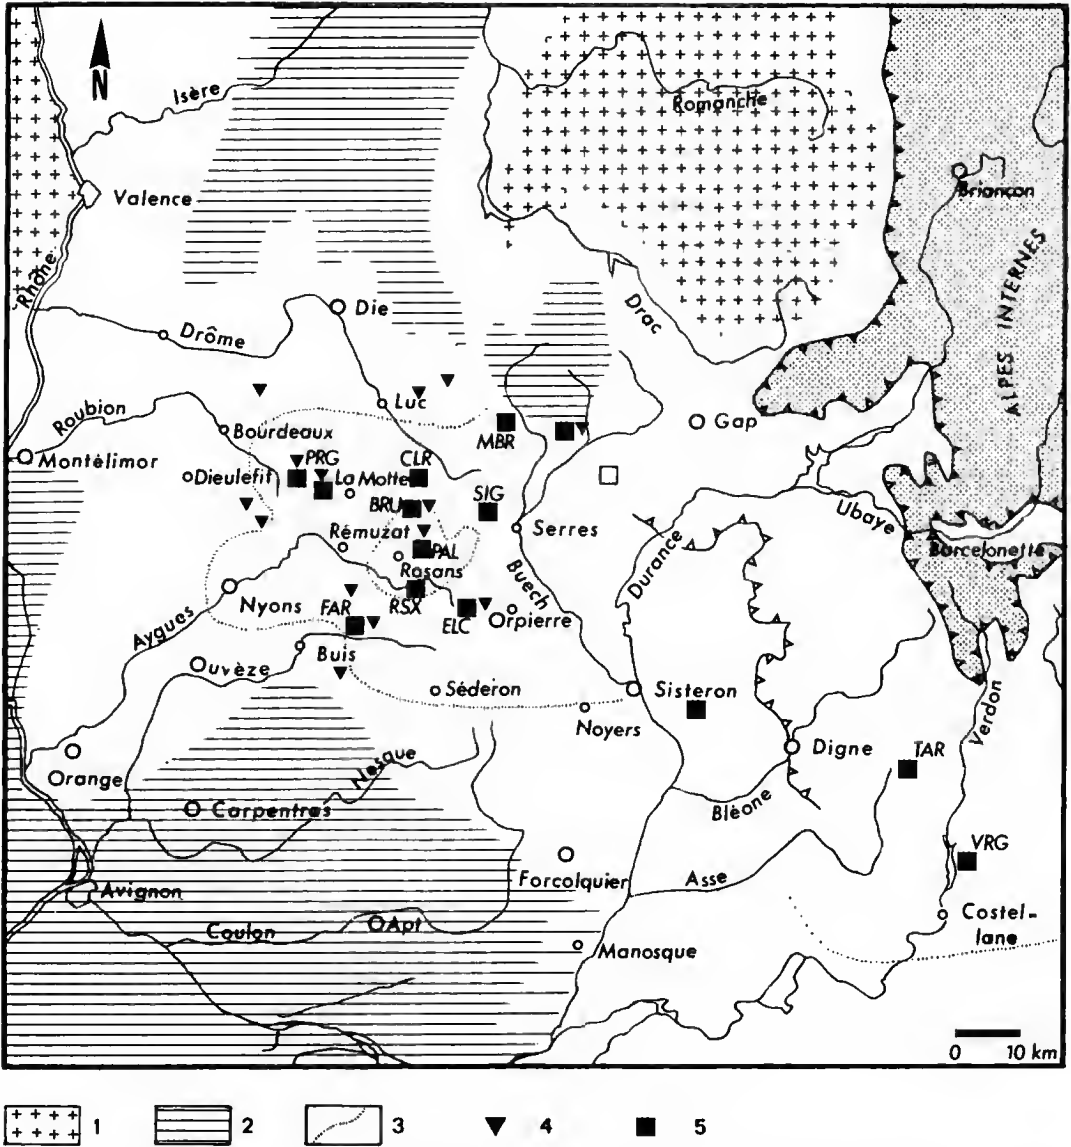 N
Isère
Romanche
Briançon
Valence
Rhône
ALPES INTERNES
Die
Drac
Drôme
Luc
Roubion
Bourdeaux
MBR
Gap
Montélimar
PRG
CLR
Dieulefit
La Motte
BRU
SIG
Ubaye
Rémuzat
Serres
Durance
Barcelonette
PAL
Rosans
Buech
Nyons
FAR
RSX
ELC
Orpierre
Aygues
Buis
Ouvèze
Séderon
Sisteron
Verdon
Noyers
Digne
TAR
Orange
Nesque
Carpentras
Bléone
VRG
Forcalquier
Asse
Avignon
Coulon
Apt
Castel-
lane
Manosque
0 10 km
1 2 3 4 5